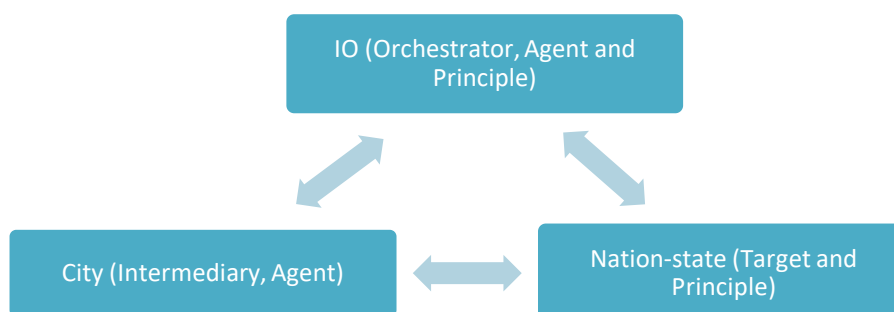 IO (Orchestrator, Agent and
Principle)
City (Intermediary, Agent)
Nation-state (Target and
Principle)